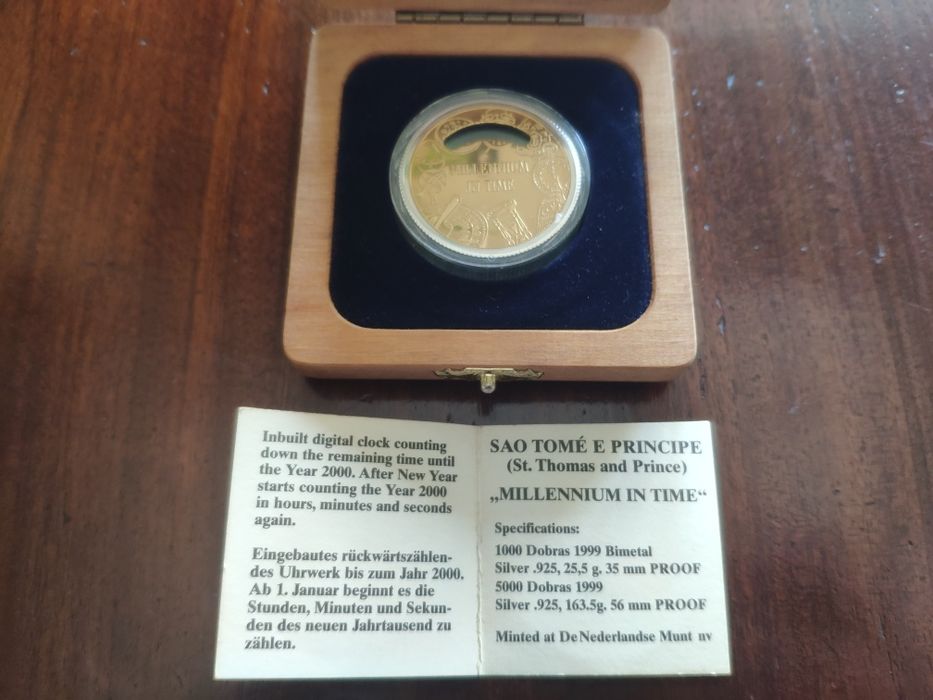 MILLENNIUM
IN TIME
Inbuilt digital clock counting
down the remaining time until
the Year 2000. After New Year
starts counting the Year 2000
in hours, minutes and seconds
again.
Eingebautes rückwärtszählen-
des Uhrwerk bis zum Jahr 2000.
Ab 1. Januar beginnt es die
Stunden, Minuten und Sekun-
den des neuen Jahrtausend zu
zählen.
SAO TOMÉ E PRINCIPE
(St. Thomas and Prince)
„MILLENNIUM IN TIME“
Specifications:
1000 Dobras 1999 Bimetal
Silver .925, 25,5 g. 35 mm PROOF
5000 Dobras 1999
Silver .925, 163.5g. 56 mm PROOF
Minted at De Nederlandse Munt nv